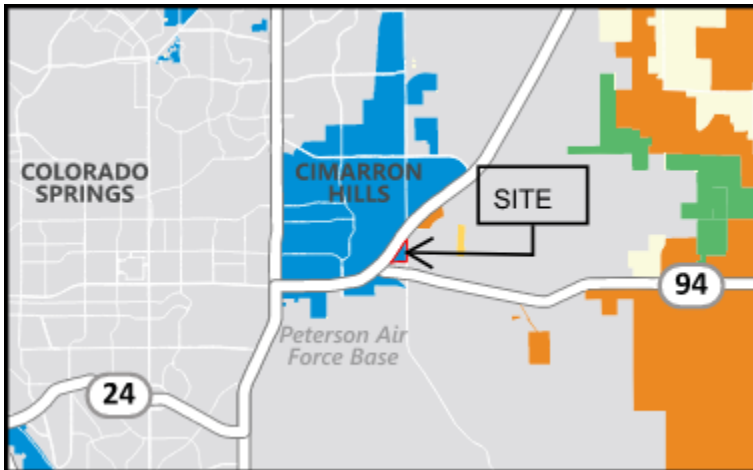 COLORADO
SPRINGS
CIMARRON
HILLS
SITE
94
Peterson Air
Force Base
24